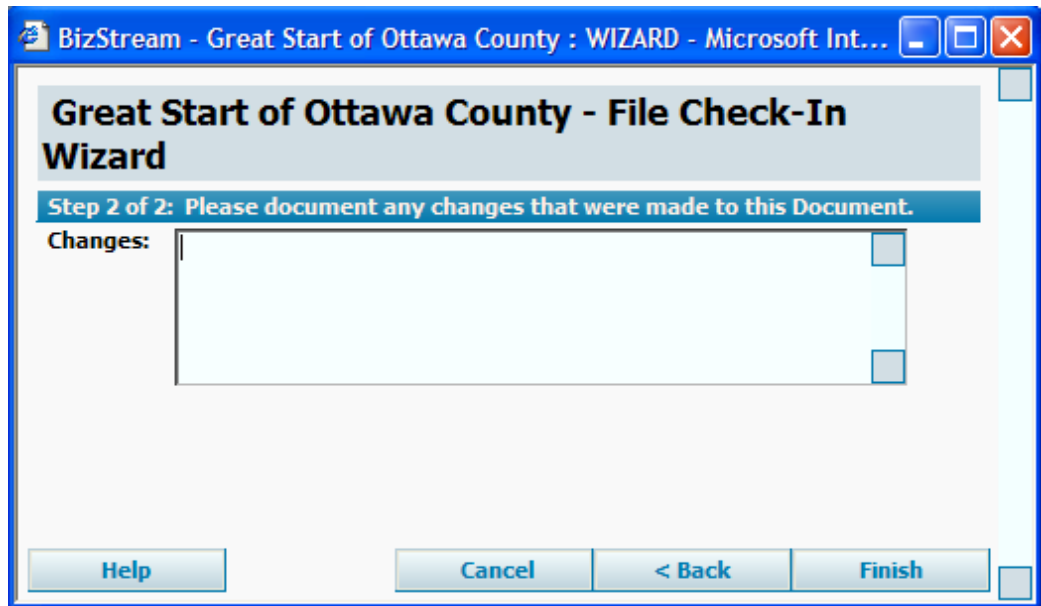 BizStream - Great Start of Ottawa County : WIZARD - Microsoft Int...
Great Start of Ottawa County - File Check-In
Wizard
Step 2 of 2: Please document any changes that were made to this Document.
Changes:
Help Cancel < Back Finish